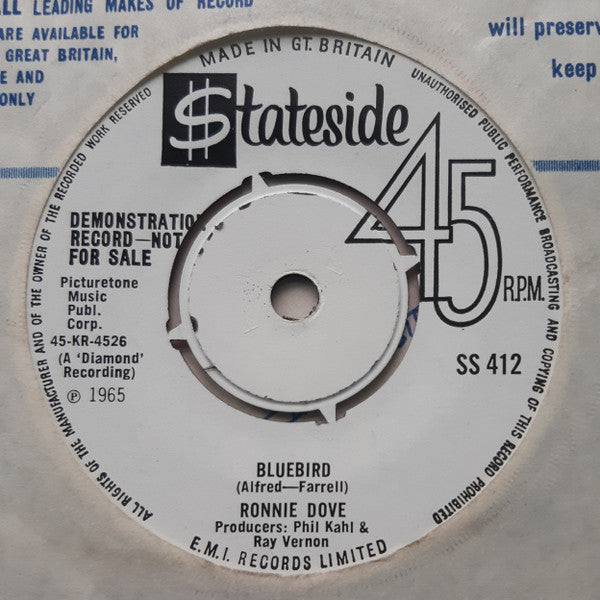 ALL LEADING MAKES OF RECORD
ARE AVAILABLE FOR
GREAT BRITAIN,
E AND
ONLY
will preserv
keep
MADE IN GT. BRITAIN
UNAUTHORISED PUBLIC PERFORMANCE BROADCASTING AND COPYING OF THIS RECORD PROHIBITED
ALL RIGHTS OF THE MANUFACTURER AND OF THE OWNER OF THE RECORDED WORK RESERVED
$tateside
45
R.P.M.
DEMONSTRATIO
RECORD—NOT
FOR SALE
Picturetone
Music
Publ.
Corp.
45-KR-4526
(A 'Diamond'
Recording)
℗ 1965
SS 412
BLUEBIRD
(Alfred—Farrell)
RONNIE DOVE
Producers: Phil Kahl &
Ray Vernon
E.M.I. RECORDS LIMITED